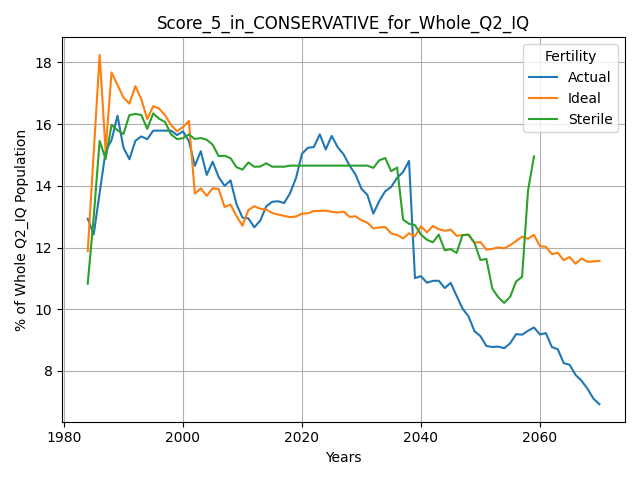 Score_5_in_CONSERVATIVE_for_Whole_Q2_IQ
% of Whole Q2_IQ Population
18
16
14
12
10
8
Fertility
Actual
Ideal
Sterile
1980
2000
2020
2040
2060
Years